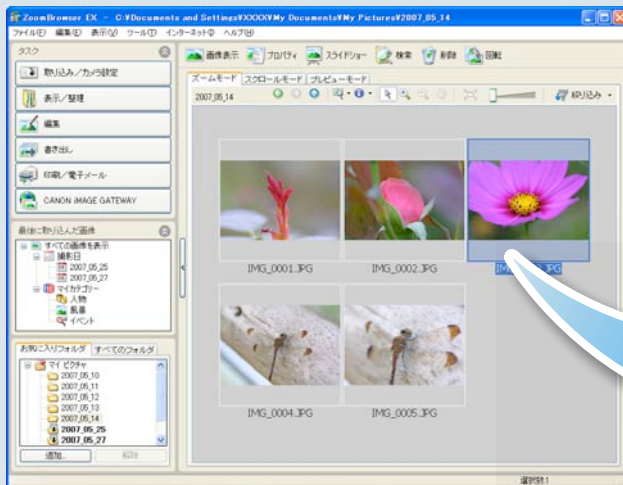 ZoomBrowser EX - C:¥Documents and Settings¥XXXX¥My Documents¥My Pictures¥2007_05_14
ファイル(F) 編集(E) 表示(V) ツール(T) インターネット(I) ヘルプ(H)
タスク
画像表示 プロパティ スライドショー 検索 削除 回転
取り込み/カメラ設定
表示/整理
編集
書き出し
印刷/電子メール
CANON iMAGE GATEWAY
ズームモード スクロールモード プレビューモード
2007_05_14 絞り込み
IMG_0001.JPG IMG_0002.JPG JPG
IMG_0004.JPG IMG_0005.JPG
最後に取り込んだ画像
すべての画像を表示
撮影日
2007_05_25
2007_05_27
マイカテゴリー
人物
風景
イベント
お気に入りフォルダ すべてのフォルダ
マイ ピクチャ
2007_05_10
2007_05_11
2007_05_12
2007_05_13
2007_05_14
2007_05_25
2007_05_27
追加... 解除
選択数:1